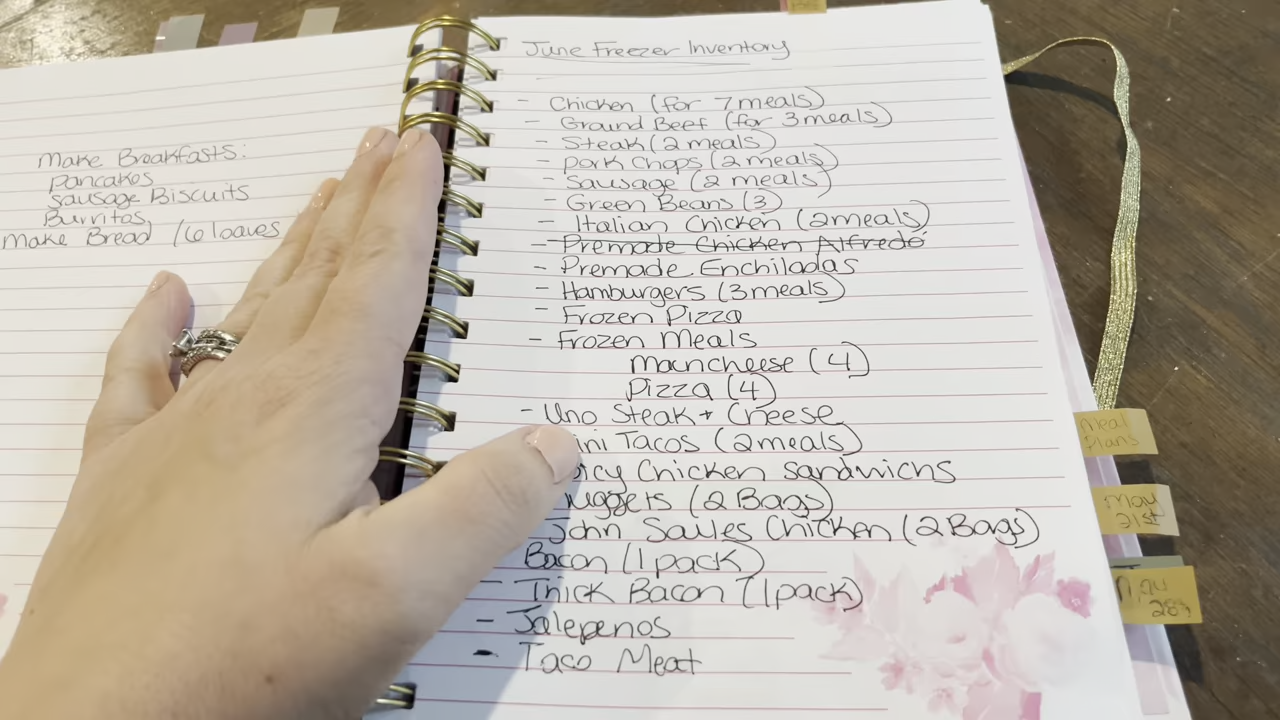 Make Breakfasts:
Pancakes
Sausage Biscuits
Burritos
Make Bread /6 loaves
June Freezer Inventory
- Chicken (for 7 meals)
- Ground Beef (for 3 meals)
- Steak (2 meals)
- Pork Chops (2 meals)
- Sausage (2 meals)
- Green Beans (3)
- Italian Chicken (2 meals)
- Premade Chicken Alfredo
- Premade Enchiladas
- Hamburgers (3 meals)
- Frozen Pizza
- Frozen Meals
Mauncheese (4)
Pizza (4)
- Uno Steak + Cheese
ini Tacos (2 meals)
icy Chicken Sandwichs
Nuggets (2 Bags)
John Soules Chicken (2 Bags)
Bacon (1 pack)
- Thick Bacon (1 pack)
- Jalepenos
- Taco Meat
Meal
Plans
May
21st
28th